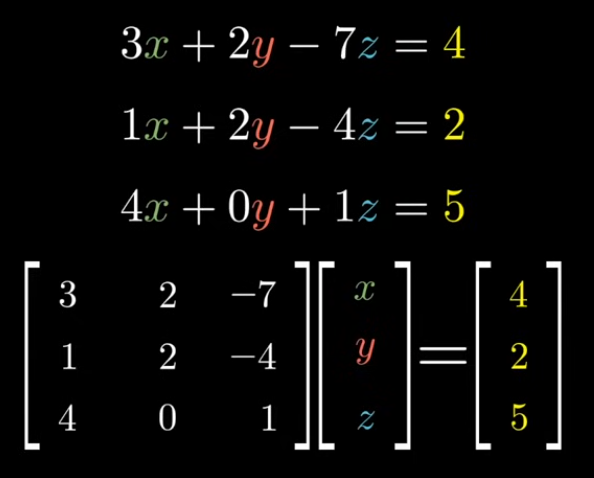 3x + 2y − 7z = 4
1x + 2y − 4z = 2
4x + 0y + 1z = 5
3 2 −7 x 4
1 2 −4 y = 2
4 0 1 z 5